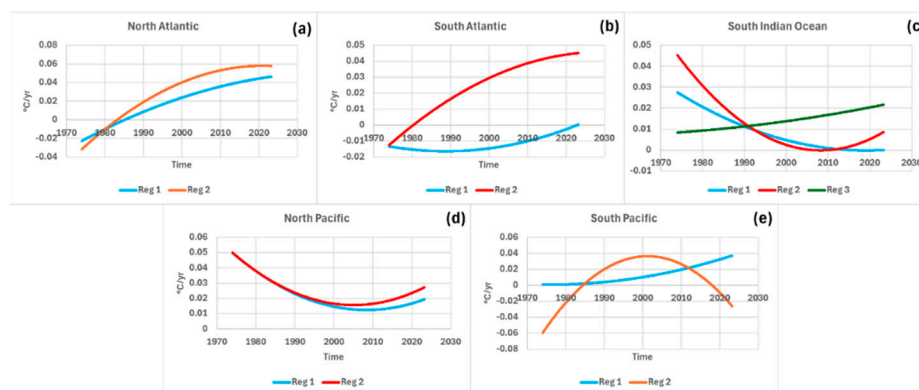 North Atlantic (a)
°C/yr
0.08
0.06
0.04
0.02
0
-0.02
-0.04
1970 1980 1990 2000 2010 2020 2030
Time
Reg 1 Reg 2
South Atlantic (b)
°C/yr
0.05
0.04
0.03
0.02
0.01
0
-0.01
-0.02
1970 1980 1990 2000 2010 2020 2030
Time
Reg 1 Reg 2
South Indian Ocean (c)
°C/yr
0.05
0.04
0.03
0.02
0.01
0
-0.01
1970 1980 1990 2000 2010 2020 2030
Time
Reg 1 Reg 2 Reg 3
North Pacific (d)
°C/yr
0.06
0.05
0.04
0.03
0.02
0.01
0
1970 1980 1990 2000 2010 2020 2030
Time
Reg 1 Reg 2
South Pacific (e)
°C/yr
0.06
0.04
0.02
0
-0.02
-0.04
-0.06
-0.08
1970 1980 1990 2000 2010 2020 2030
Time
Reg 1 Reg 2